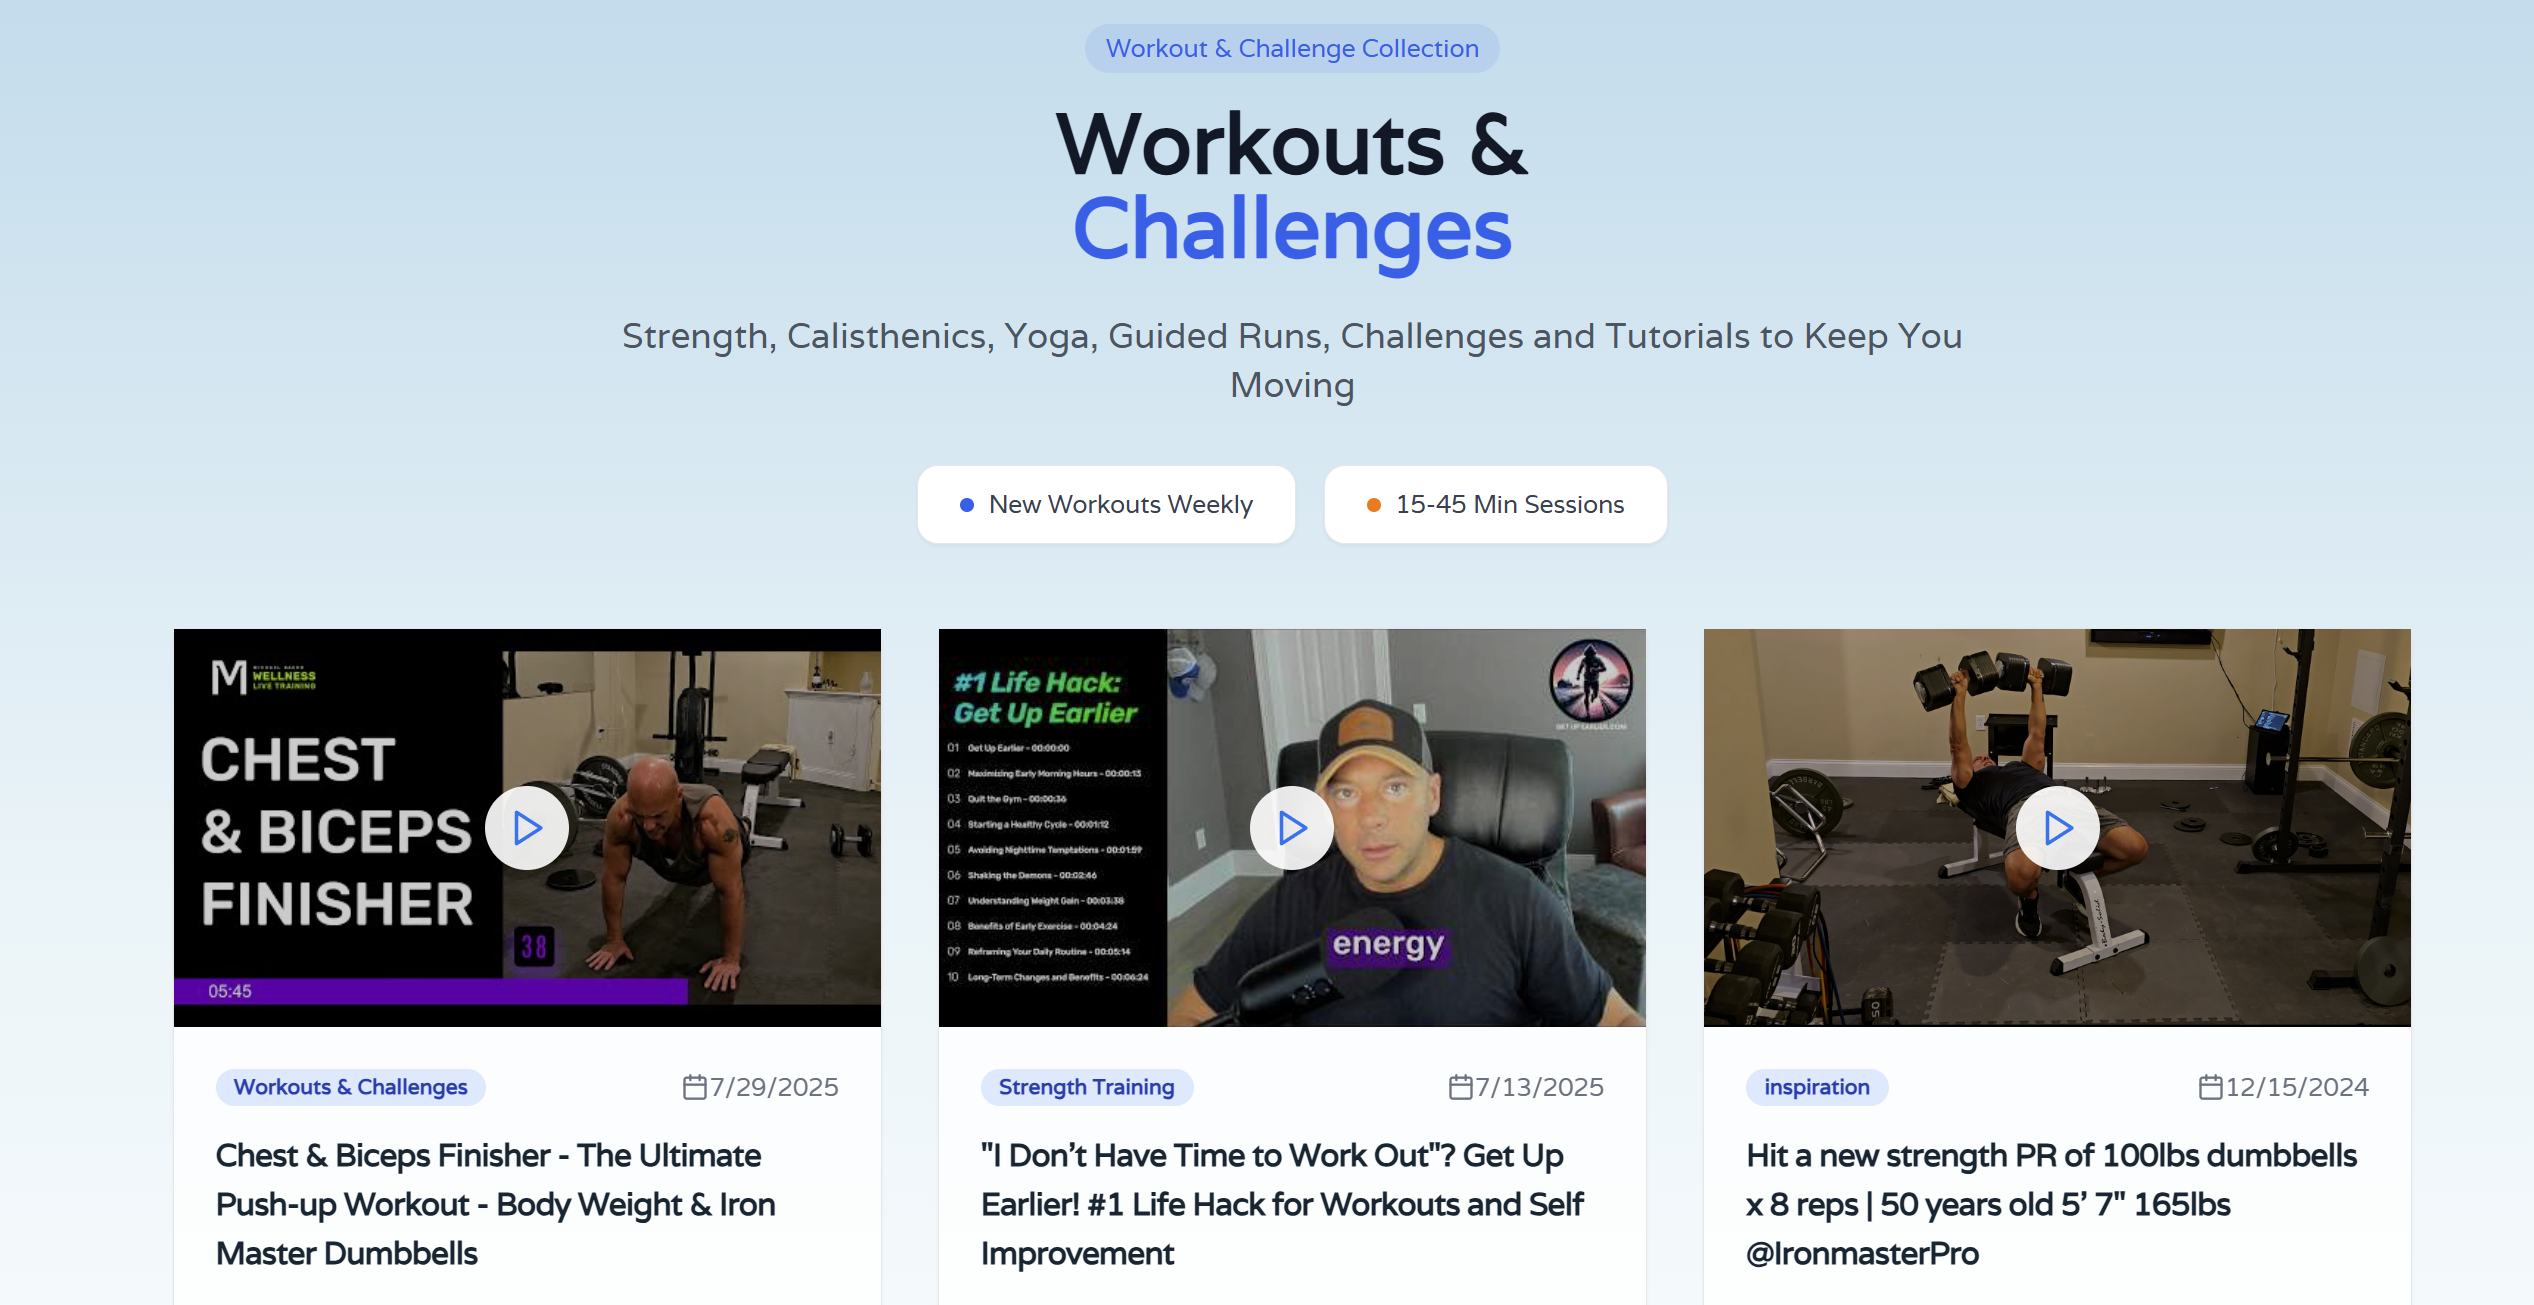 Workout & Challenge Collection
Workouts &
Challenges
Strength, Calisthenics, Yoga, Guided Runs, Challenges and Tutorials to Keep You
Moving
New Workouts Weekly
15-45 Min Sessions
M
WELLNESS
LIVE TRAINING
CHEST
& BICEPS
FINISHER
38
05:45
#1 Life Hack:
Get Up Earlier
01 Get Up Earlier - 00:00:00
02 Maximizing Early Morning Hours - 00:00:13
03 Quit the Gym - 00:00:36
04 Starting a Healthy Cycle - 00:01:12
05 Avoiding Nighttime Temptations - 00:01:59
06 Shaking the Demons - 00:02:46
07 Understanding Weight Gain - 00:03:38
08 Benefits of Early Exercise - 00:04:24
09 Reframing Your Daily Routine - 00:05:14
10 Long-Term Changes and Benefits - 00:06:24
GET UP EARLIER.COM
energy
50
Workouts & Challenges
7/29/2025
Chest & Biceps Finisher - The Ultimate
Push-up Workout - Body Weight & Iron
Master Dumbbells
Strength Training
7/13/2025
"I Don’t Have Time to Work Out"? Get Up
Earlier! #1 Life Hack for Workouts and Self
Improvement
inspiration
12/15/2024
Hit a new strength PR of 100lbs dumbbells
x 8 reps | 50 years old 5’ 7" 165lbs
@IronmasterPro